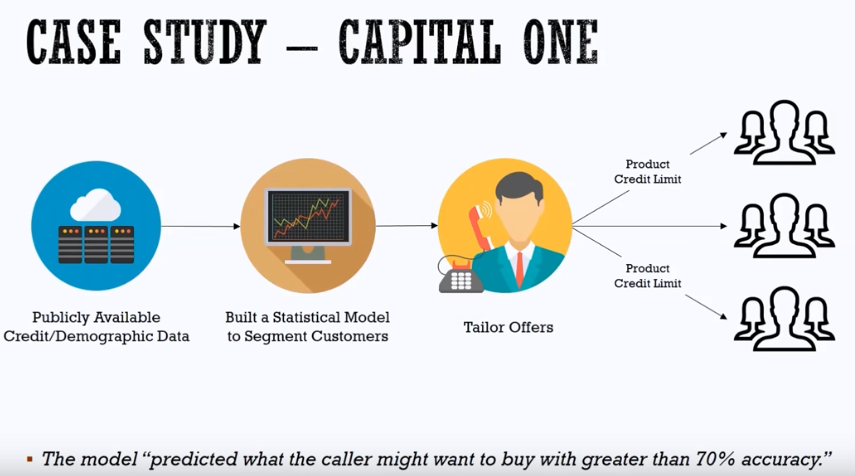 CASE STUDY – CAPITAL ONE
Product
Credit Limit
Product
Credit Limit
Publicly Available
Credit/Demographic Data
Built a Statistical Model
to Segment Customers
Tailor Offers
▪ The model “predicted what the caller might want to buy with greater than 70% accuracy.”